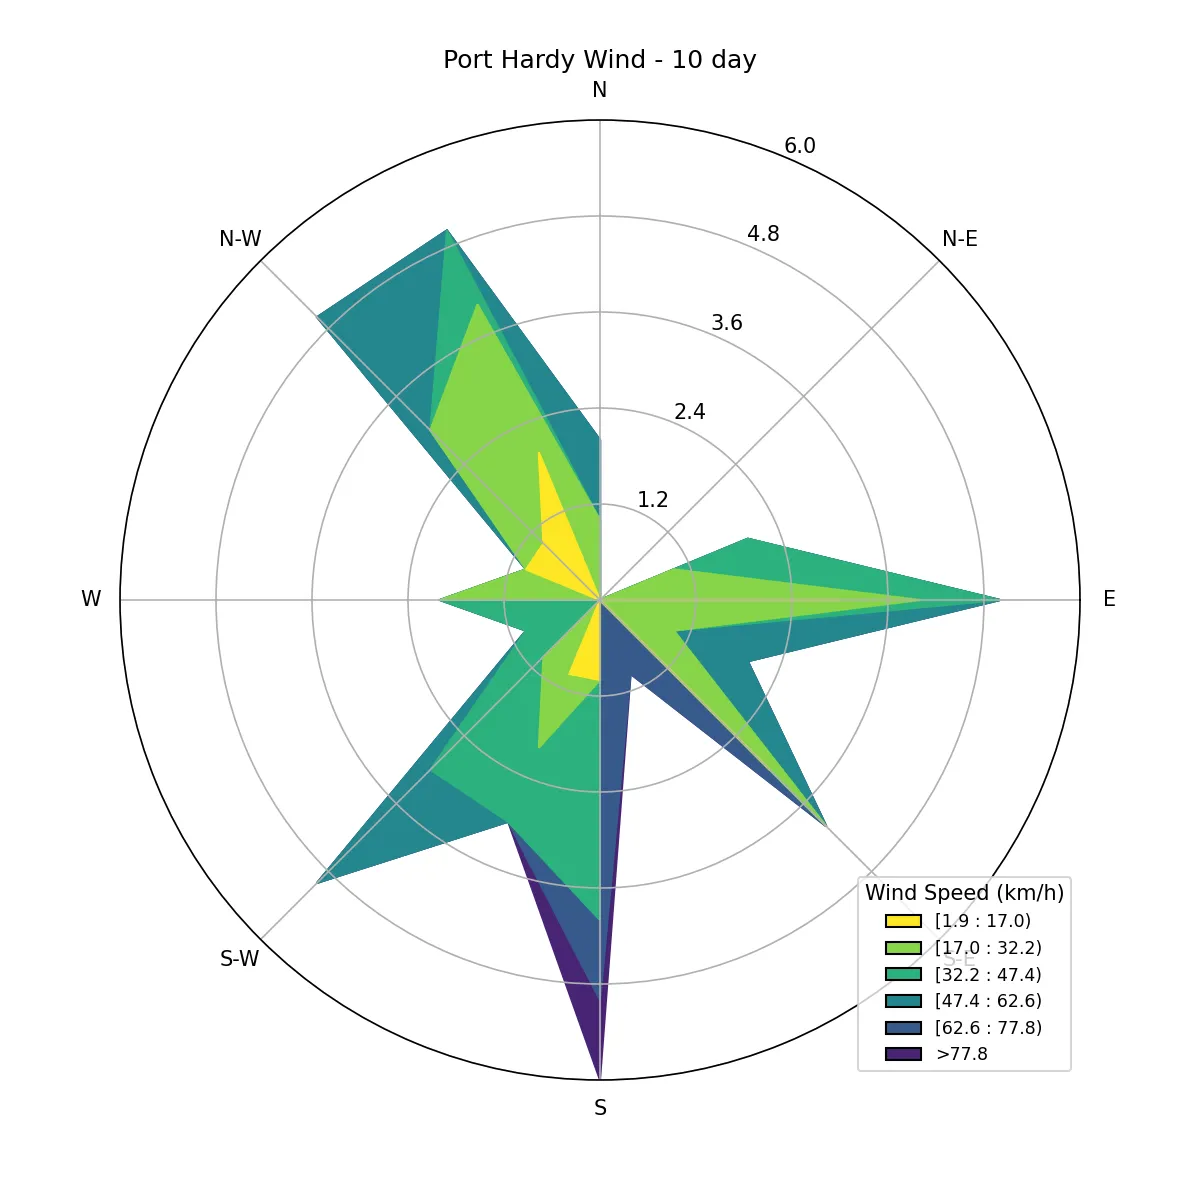 Port Hardy Wind - 10 day
N
6.0
N-W
N-E
4.8
3.6
2.4
1.2
W
E
Wind Speed (km/h)
[1.9 : 17.0)
[17.0 : 32.2)
[32.2 : 47.4)
[47.4 : 62.6)
[62.6 : 77.8)
>77.8
S-W
S-E
S